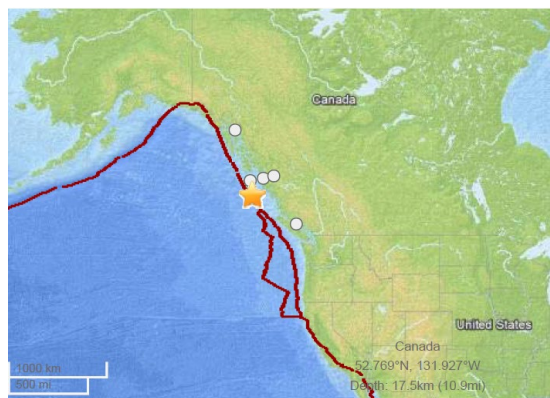 Canada
United States
Canada
52.769°N, 131.927°W
Depth: 17.5km (10.9mi)
1000 km
500 mi